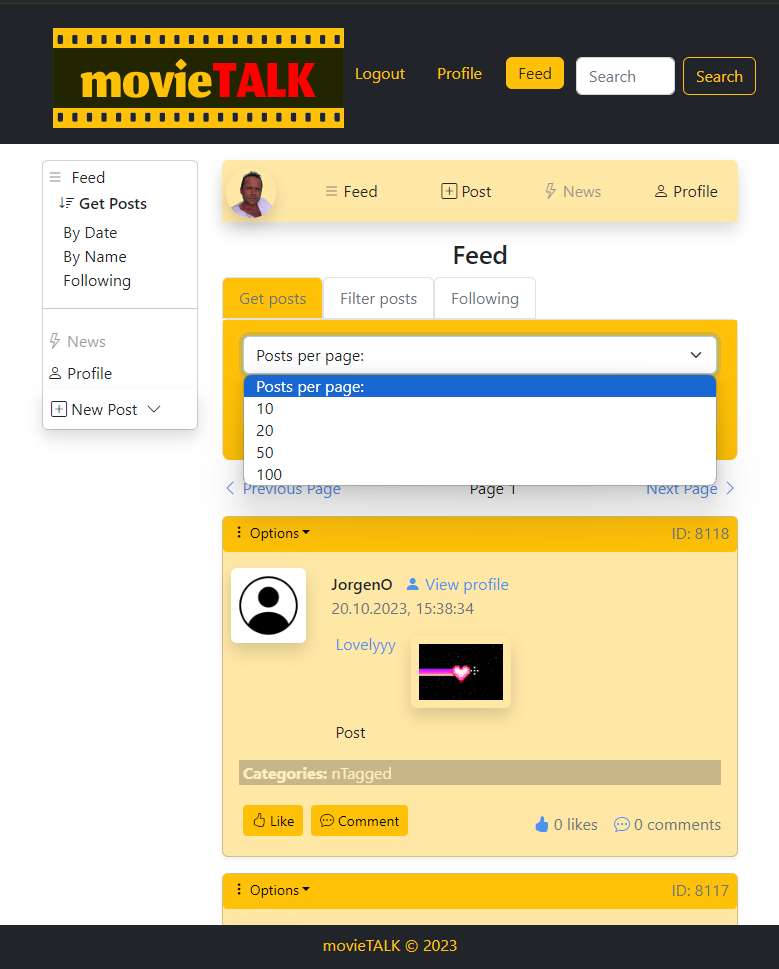 movieTALK
Logout Profile Feed Search Search
Feed
Get Posts
By Date
By Name
Following
News
Profile
New Post
Feed Post News Profile
Feed
Get posts Filter posts Following
Posts per page:
Posts per page:
10
20
50
100
Previous Page Page 1 Next Page
Options ID: 8118
JorgenO View profile
20.10.2023, 15:38:34
Lovelyyy
Post
Categories: nTagged
Like Comment 0 likes 0 comments
Options ID: 8117
movieTALK © 2023